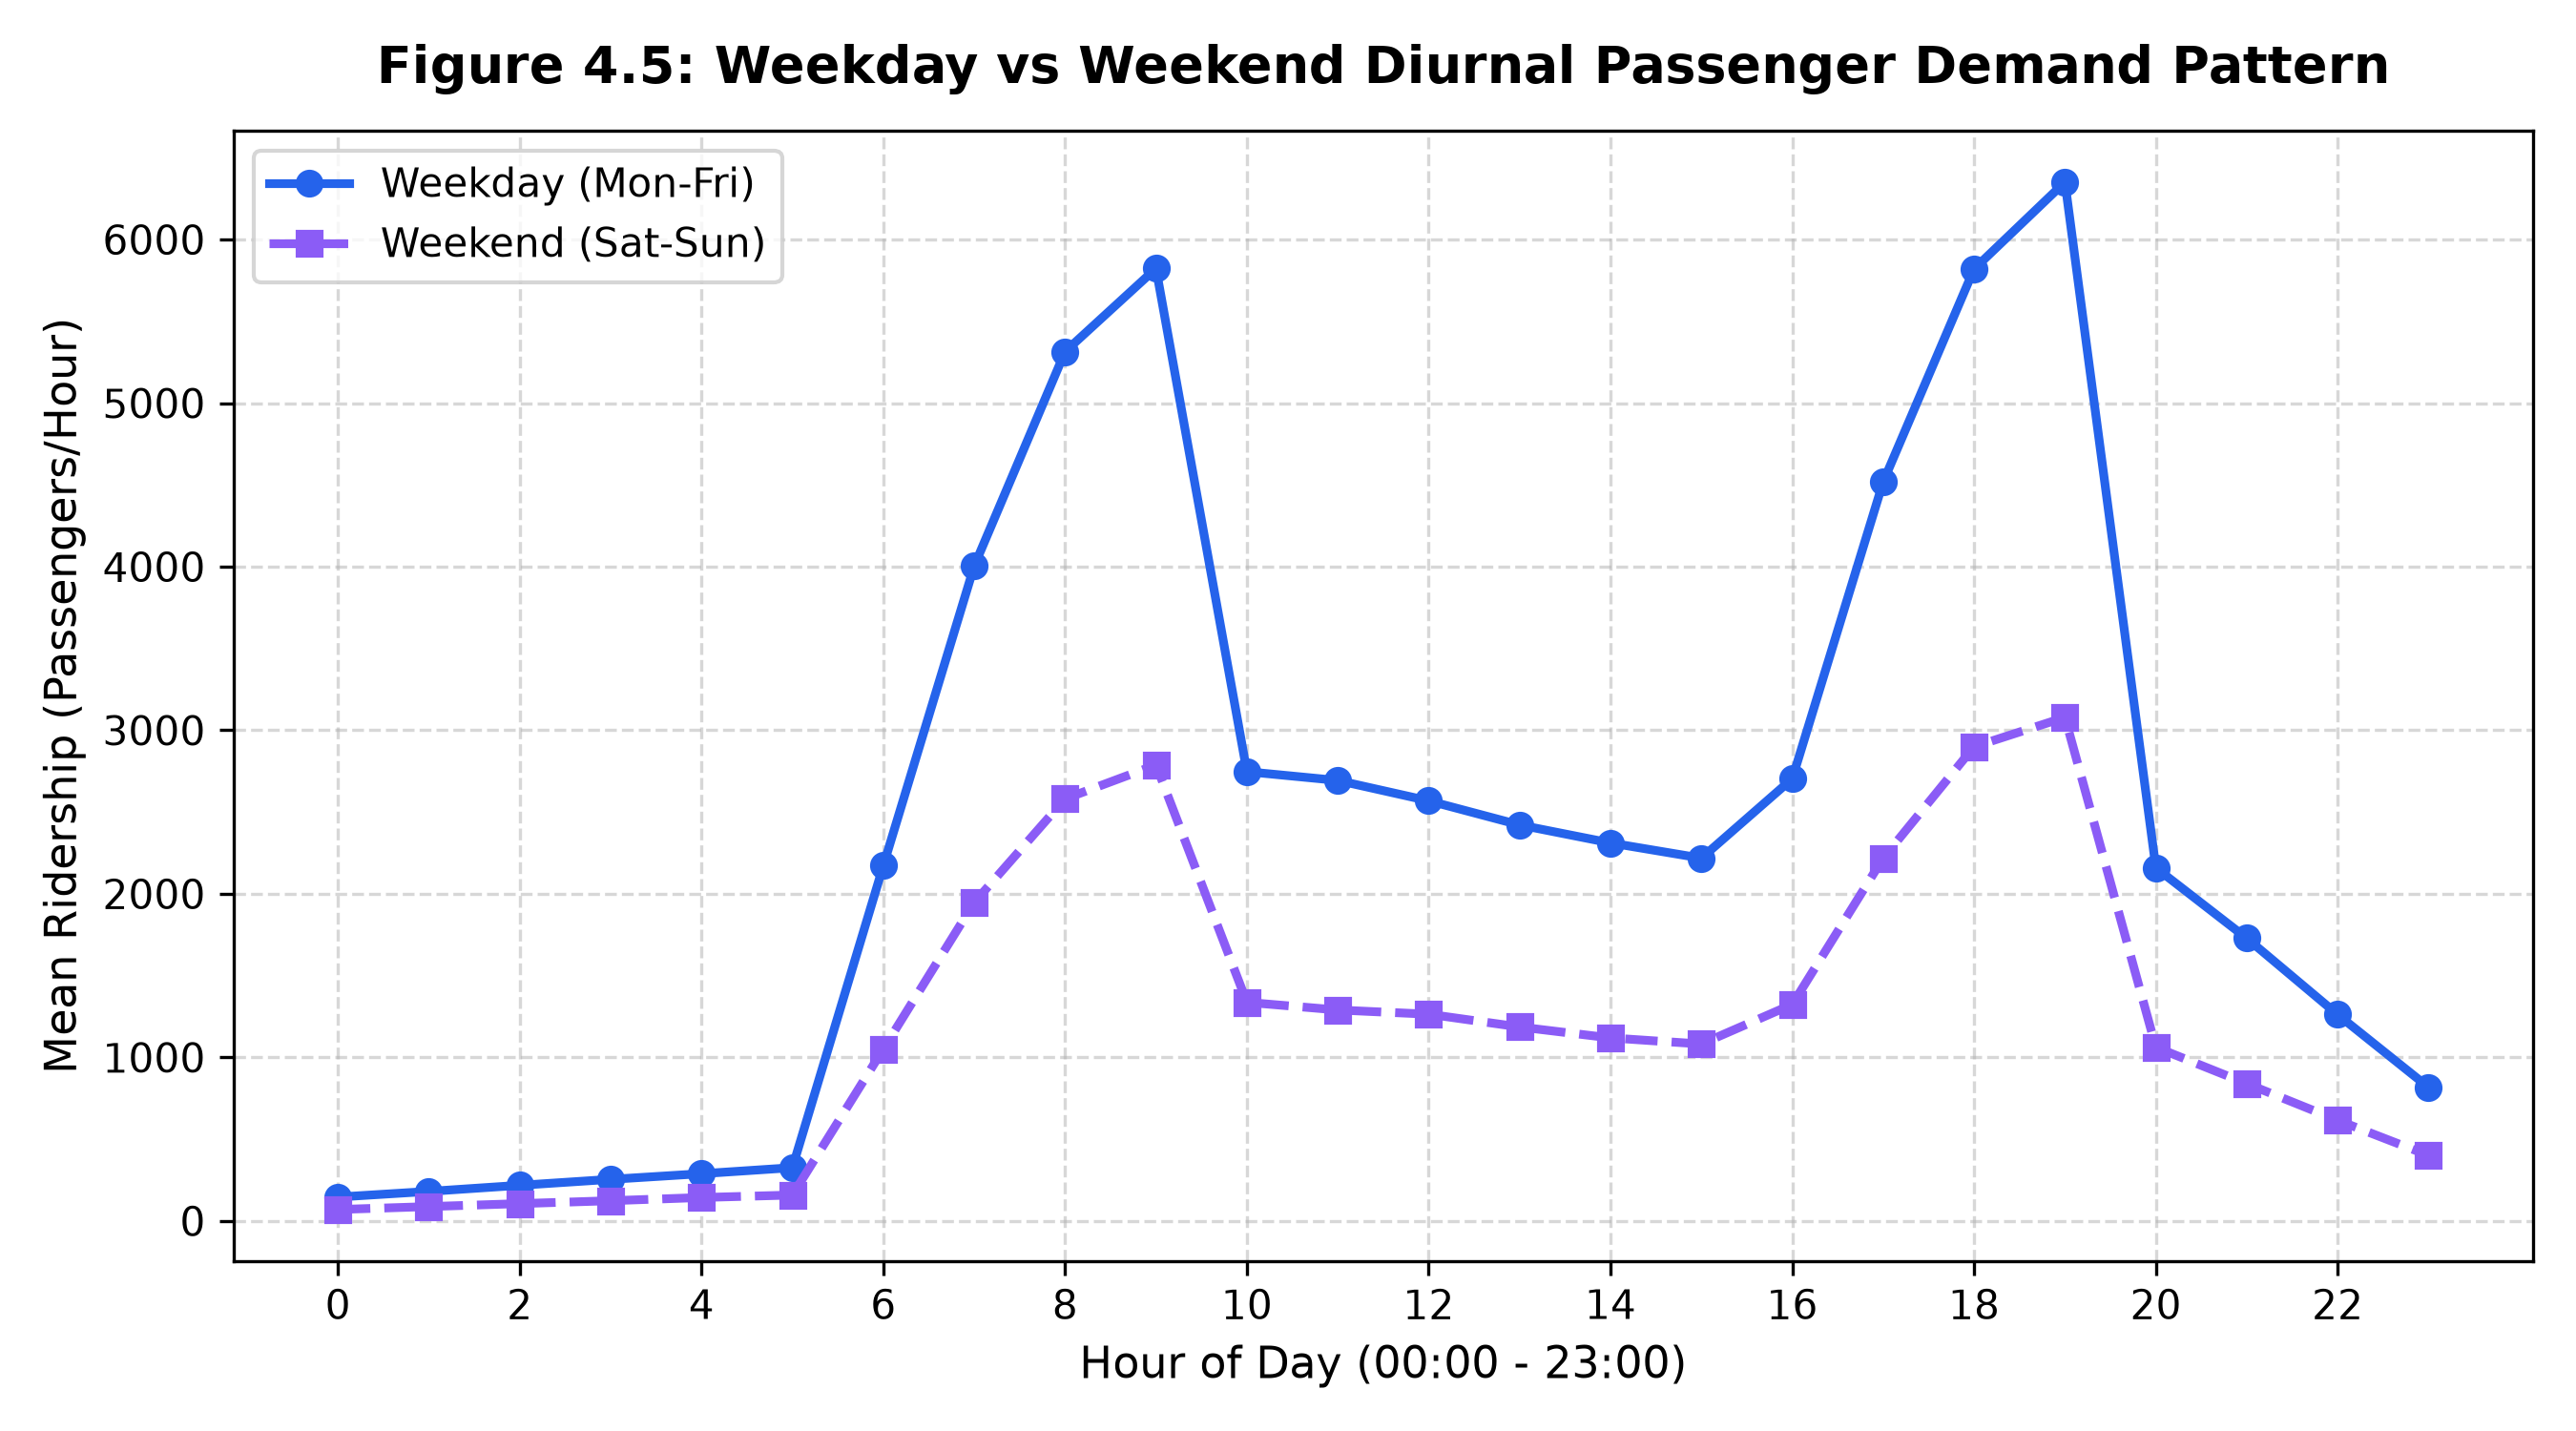 Figure 4.5: Weekday vs Weekend Diurnal Passenger Demand Pattern
Weekday (Mon-Fri)
Weekend (Sat-Sun)
Mean Ridership (Passengers/Hour)
6000
5000
4000
3000
2000
1000
0
0 2 4 6 8 10 12 14 16 18 20 22
Hour of Day (00:00 - 23:00)